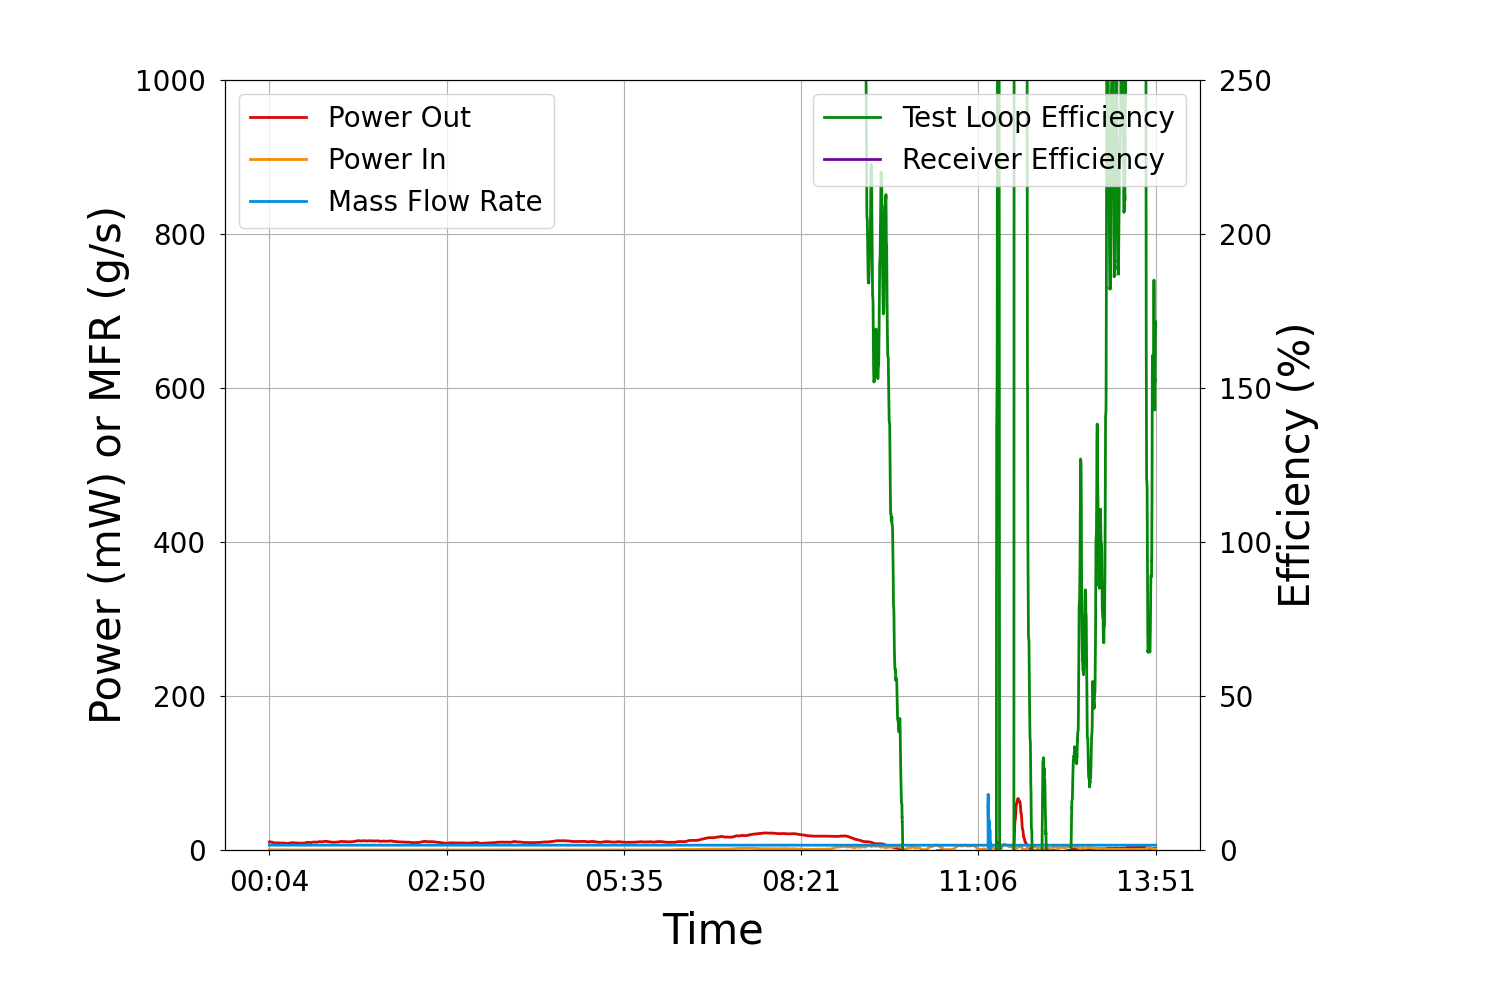 Power (mW) or MFR (g/s)
1000
800
600
400
200
0
Power Out
Power In
Mass Flow Rate
Test Loop Efficiency
Receiver Efficiency
250
200
150
100
50
0
Efficiency (%)
00:04 02:50 05:35 08:21 11:06 13:51
Time